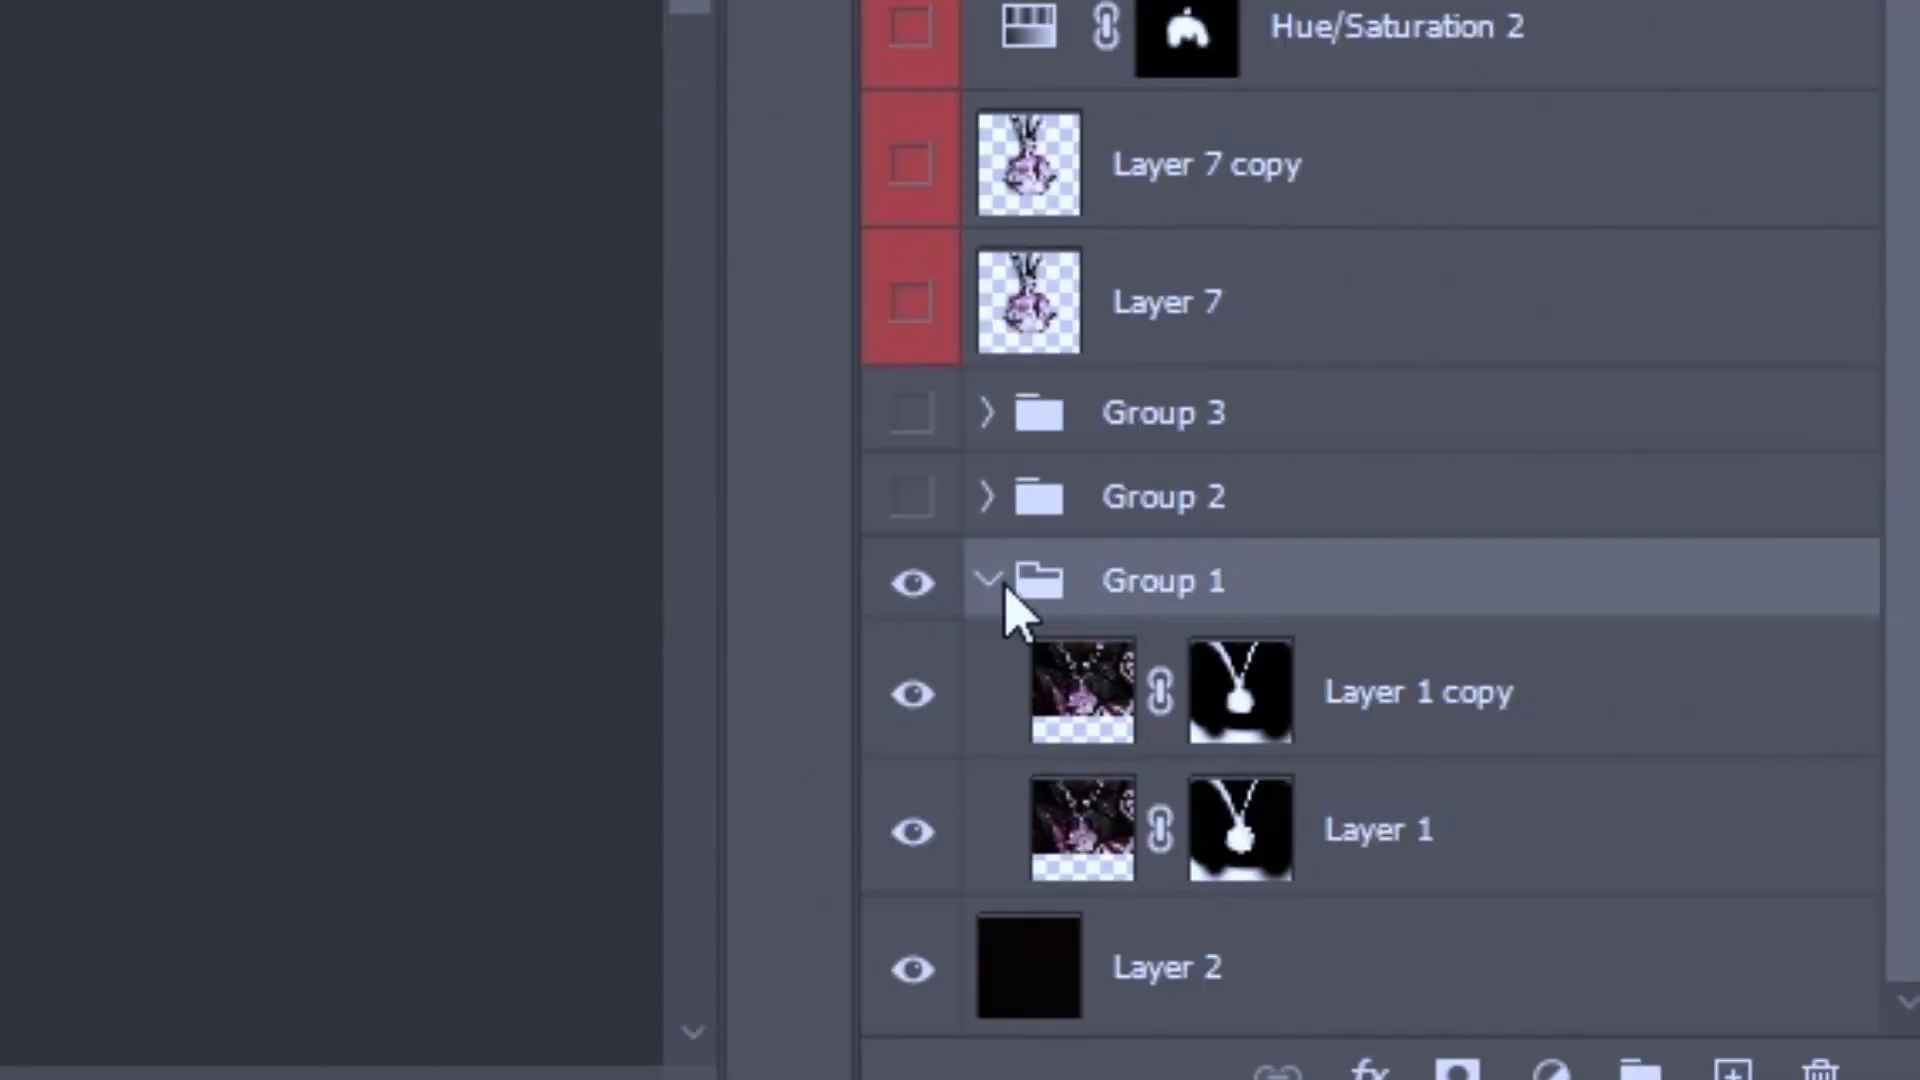 Hue/Saturation 2
Layer 7 copy
Layer 7
Group 3
Group 2
Group 1
Layer 1 copy
Layer 1
Layer 2
fx